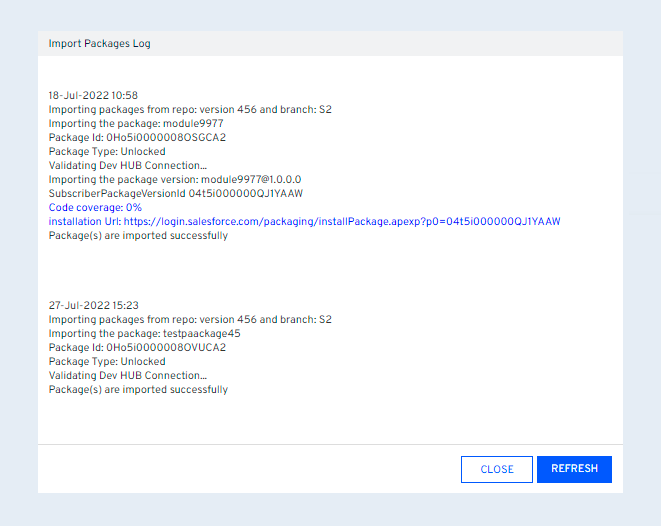 Import Packages Log
18-Jul-2022 10:58
Importing packages from repo: version 456 and branch: S2
Importing the package: module9977
Package Id: 0Ho5i0000008OSGCA2
Package Type: Unlocked
Validating Dev HUB Connection...
Importing the package version: module9977@1.0.0.0
SubscriberPackageVersionId 04t5i000000QJ1YAAW
Code coverage: 0%
installation Url: https://login.salesforce.com/packaging/installPackage.apexp?p0=04t5i000000QJ1YAAW
Package(s) are imported successfully
27-Jul-2022 15:23
Importing packages from repo: version 456 and branch: S2
Importing the package: testpaackage45
Package Id: 0Ho5i0000008OVUCA2
Package Type: Unlocked
Validating Dev HUB Connection...
Package(s) are imported successfully
CLOSE
REFRESH